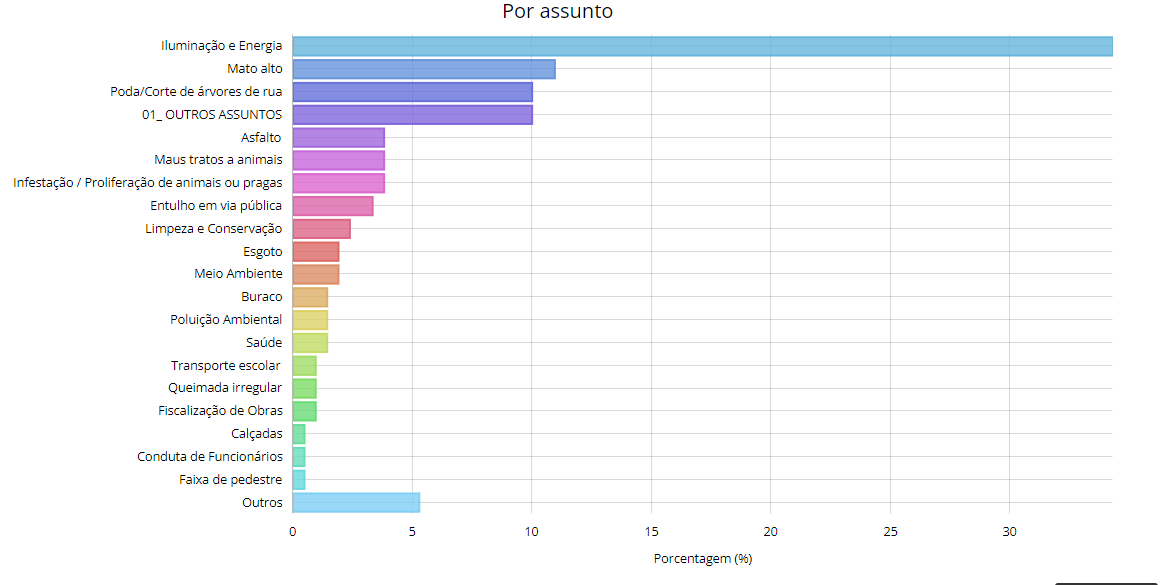 Por assunto
Iluminação e Energia
Mato alto
Poda/Corte de árvores de rua
01_ OUTROS ASSUNTOS
Asfalto
Maus tratos a animais
Infestação / Proliferação de animais ou pragas
Entulho em via pública
Limpeza e Conservação
Esgoto
Meio Ambiente
Buraco
Poluição Ambiental
Saúde
Transporte escolar
Queimada irregular
Fiscalização de Obras
Calçadas
Conduta de Funcionários
Faixa de pedestre
Outros
0 5 10 15 20 25 30
Porcentagem (%)